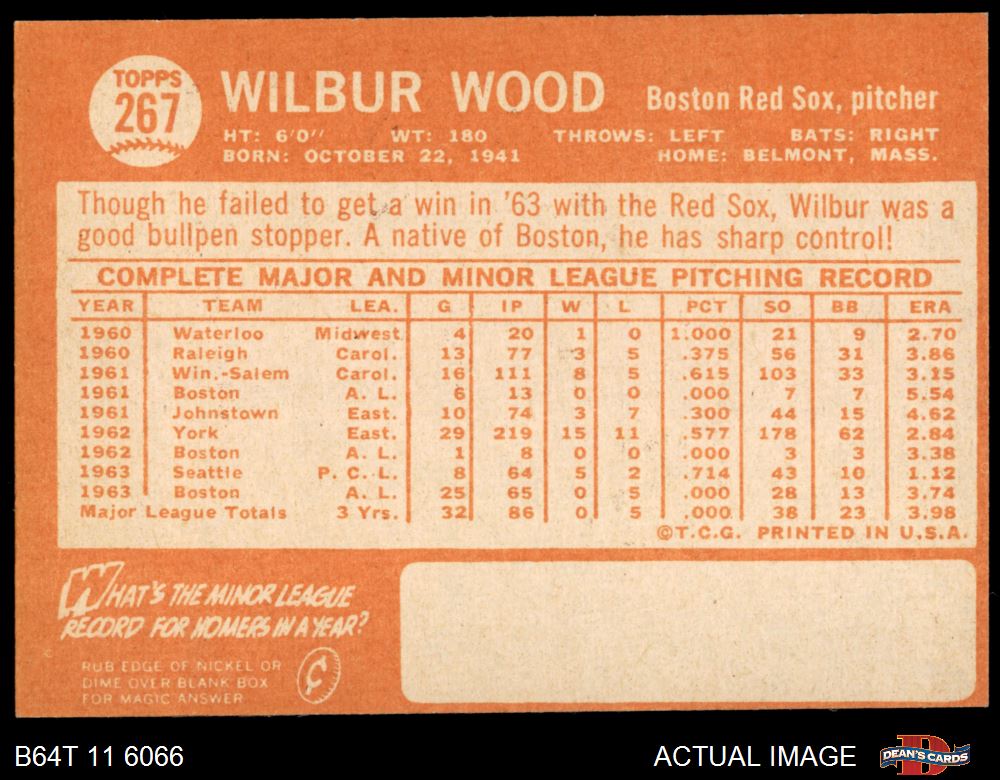 TOPPS
267
WILBUR WOOD Boston Red Sox, pitcher
HT: 6'0" WT: 180 THROWS: LEFT BATS: RIGHT
BORN: OCTOBER 22, 1941 HOME: BELMONT, MASS.
Though he failed to get a win in '63 with the Red Sox, Wilbur was a
good bullpen stopper. A native of Boston, he has sharp control!
COMPLETE MAJOR AND MINOR LEAGUE PITCHING RECORD
YEAR TEAM LEA. G IP W L PCT SO BB ERA
1960 Waterloo Midwest. 4 20 1 0 1.000 21 9 2.70
1960 Raleigh Carol. 13 77 3 5 .375 56 31 3.86
1961 Win.-Salem Carol. 16 111 8 5 .615 103 33 3.15
1961 Boston A. L. 6 13 0 0 .000 7 7 5.54
1961 Johnstown East. 10 74 3 7 .300 44 15 4.62
1962 York East. 29 219 15 11 .577 178 62 2.84
1962 Boston A. L. 1 8 0 0 .000 3 3 3.38
1963 Seattle P. C. L. 8 64 5 2 .714 43 10 1.12
1963 Boston A. L. 25 65 0 5 .000 28 13 3.74
Major League Totals 3 Yrs. 32 86 0 5 .000 38 23 3.98
©T.C.G. PRINTED IN U.S.A.
WHAT'S THE MINOR LEAGUE
RECORD FOR HOMERS IN A YEAR?
RUB EDGE OF NICKEL OR
DIME OVER BLANK BOX
FOR MAGIC ANSWER
¢
B64T 11 6066 ACTUAL IMAGE DEAN'S CARDS